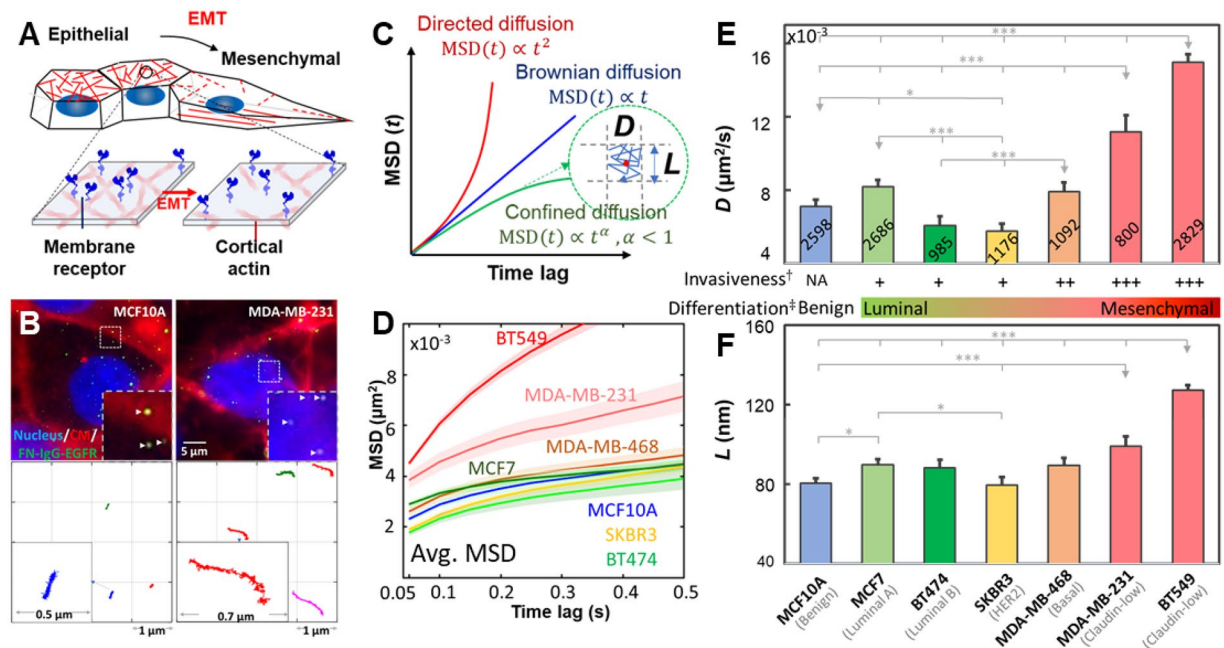 A
EMT
Epithelial
Mesenchymal
EMT
Membrane
receptor
Cortical
actin
B
MCF10A
MDA-MB-231
Nucleus/CM/
FN-IgG-EGFR
5 μm
0.5 μm
0.7 μm
1 μm
1 μm
C
Directed diffusion
MSD(t) ∝ t²
Brownian diffusion
MSD(t) ∝ t
D
L
Confined diffusion
MSD(t) ∝ t^α , α < 1
MSD (t)
Time lag
D
x10⁻³
BT549
MDA-MB-231
MDA-MB-468
MCF7
MCF10A
SKBR3
BT474
Avg. MSD
MSD (μm²)
8
6
4
2
0.05
0.1
0.2
0.3
0.4
0.5
Time lag (s)
E
x10⁻³
***
***
*
***
***
D (μm²/s)
16
12
8
4
2598
2686
985
1176
1092
800
2829
Invasiveness† NA + + + ++ +++ +++
Differentiation‡ Benign Luminal Mesenchymal
F
***
***
*
*
L (nm)
160
120
80
40
MCF10A
(Benign)
MCF7
(Luminal A)
BT474
(Luminal B)
SKBR3
(HER2)
MDA-MB-468
(Basal)
MDA-MB-231
(Claudin-low)
BT549
(Claudin-low)